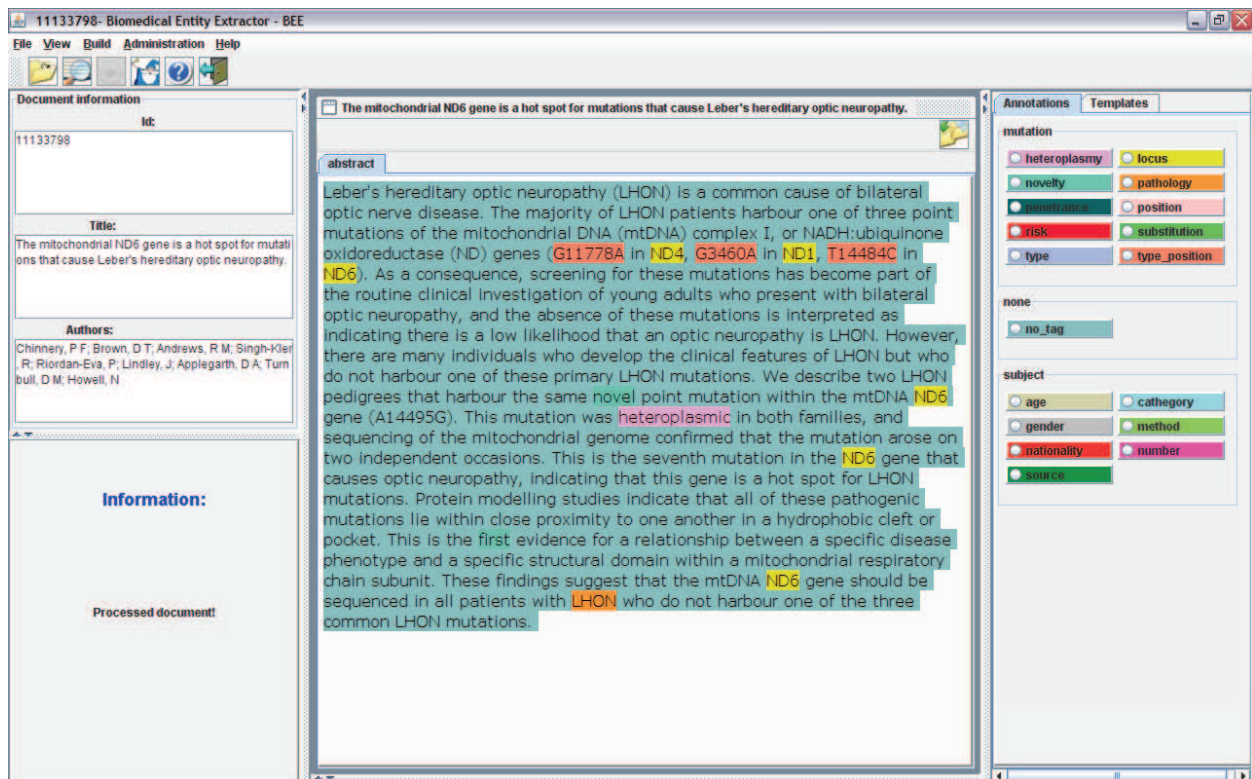 11133798- Biomedical Entity Extractor - BEE
File View Build Administration Help
Document information
Id:
11133798
Title:
The mitochondrial ND6 gene is a hot spot for mutati
ons that cause Leber's hereditary optic neuropathy.
Authors:
Chinnery, P F; Brown, D T; Andrews, R M; Singh-Kler
, R; Riordan-Eva, P; Lindley, J; Applegarth, D A; Turn
bull, D M; Howell, N
Information:
Processed document!
The mitochondrial ND6 gene is a hot spot for mutations that cause Leber's hereditary optic neuropathy.
abstract
Leber's hereditary optic neuropathy (LHON) is a common cause of bilateral
optic nerve disease. The majority of LHON patients harbour one of three point
mutations of the mitochondrial DNA (mtDNA) complex I, or NADH:ubiquinone
oxidoreductase (ND) genes (G11778A in ND4, G3460A in ND1, T14484C in
ND6). As a consequence, screening for these mutations has become part of
the routine clinical investigation of young adults who present with bilateral
optic neuropathy, and the absence of these mutations is interpreted as
indicating there is a low likelihood that an optic neuropathy is LHON. However,
there are many individuals who develop the clinical features of LHON but who
do not harbour one of these primary LHON mutations. We describe two LHON
pedigrees that harbour the same novel point mutation within the mtDNA ND6
gene (A14495G). This mutation was heteroplasmic in both families, and
sequencing of the mitochondrial genome confirmed that the mutation arose on
two independent occasions. This is the seventh mutation in the ND6 gene that
causes optic neuropathy, indicating that this gene is a hot spot for LHON
mutations. Protein modelling studies indicate that all of these pathogenic
mutations lie within close proximity to one another in a hydrophobic cleft or
pocket. This is the first evidence for a relationship between a specific disease
phenotype and a specific structural domain within a mitochondrial respiratory
chain subunit. These findings suggest that the mtDNA ND6 gene should be
sequenced in all patients with LHON who do not harbour one of the three
common LHON mutations.
Annotations Templates
mutation
heteroplasmy locus
novelty pathology
penetrance position
risk substitution
type type_position
none
no_tag
subject
age cathegory
gender method
nationality number
source